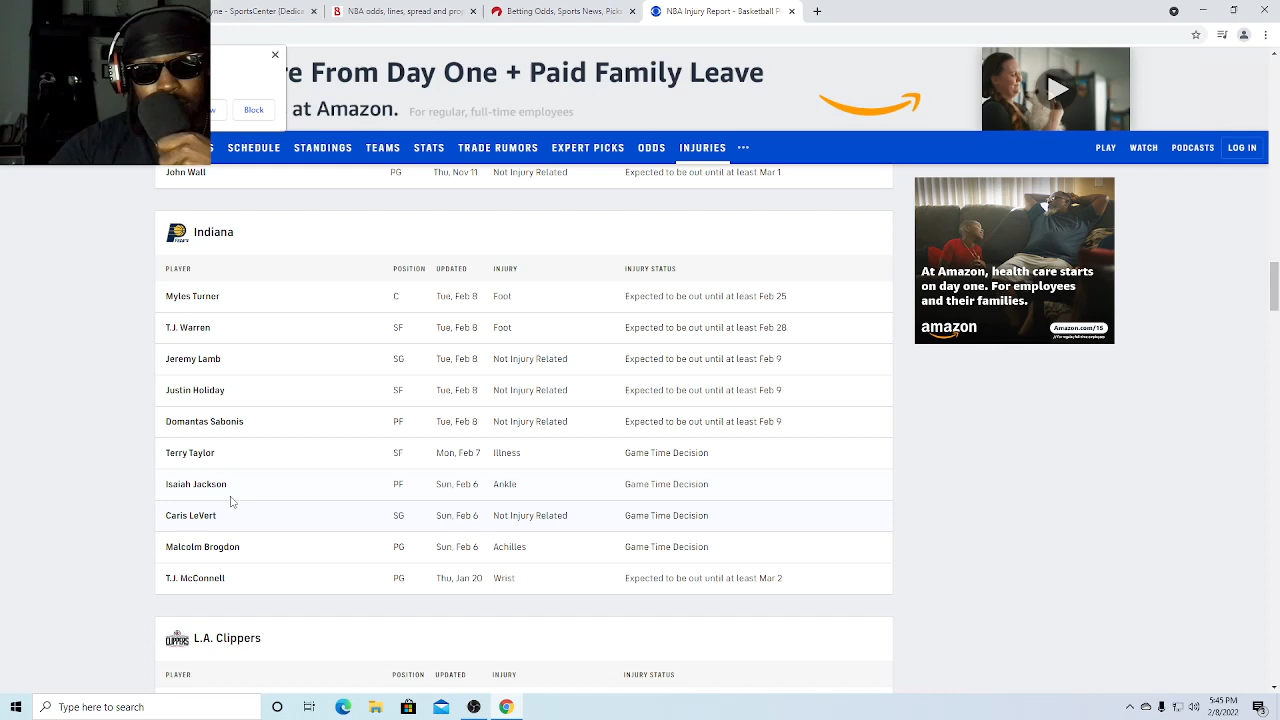 ne - SportsCenter [Dedica
NBA odds, lines, spread and pro
Betting Odds, Sports Info, Picks
NBA Injury Report - Basketball P
re From Day One + Paid Family Leave
at Amazon. For regular, full-time employees
w Block
S SCHEDULE STANDINGS TEAMS STATS TRADE RUMORS EXPERT PICKS ODDS INJURIES ••• PLAY WATCH PODCASTS LOG IN
John Wall PG Thu, Nov 11 Not Injury Related Expected to be out until at least Mar 1
Indiana
PLAYER POSITION UPDATED INJURY INJURY STATUS
Myles Turner C Tue, Feb 8 Foot Expected to be out until at least Feb 25
T.J. Warren SF Tue, Feb 8 Foot Expected to be out until at least Feb 28
Jeremy Lamb SG Tue, Feb 8 Not Injury Related Expected to be out until at least Feb 9
Justin Holiday SF Tue, Feb 8 Not Injury Related Expected to be out until at least Feb 9
Domantas Sabonis PF Tue, Feb 8 Not Injury Related Expected to be out until at least Feb 9
Terry Taylor SF Mon, Feb 7 Illness Game Time Decision
Isaiah Jackson PF Sun, Feb 6 Ankle Game Time Decision
Caris LeVert SG Sun, Feb 6 Not Injury Related Game Time Decision
Malcolm Brogdon PG Sun, Feb 6 Achilles Game Time Decision
T.J. McConnell PG Thu, Jan 20 Wrist Expected to be out until at least Mar 2
CLIPPERS L.A. Clippers
PLAYER POSITION UPDATED INJURY INJURY STATUS
At Amazon, health care starts
on day one. For employees
and their families.
amazon Amazon.com/15
Type here to search
5:45 PM
2/8/2022